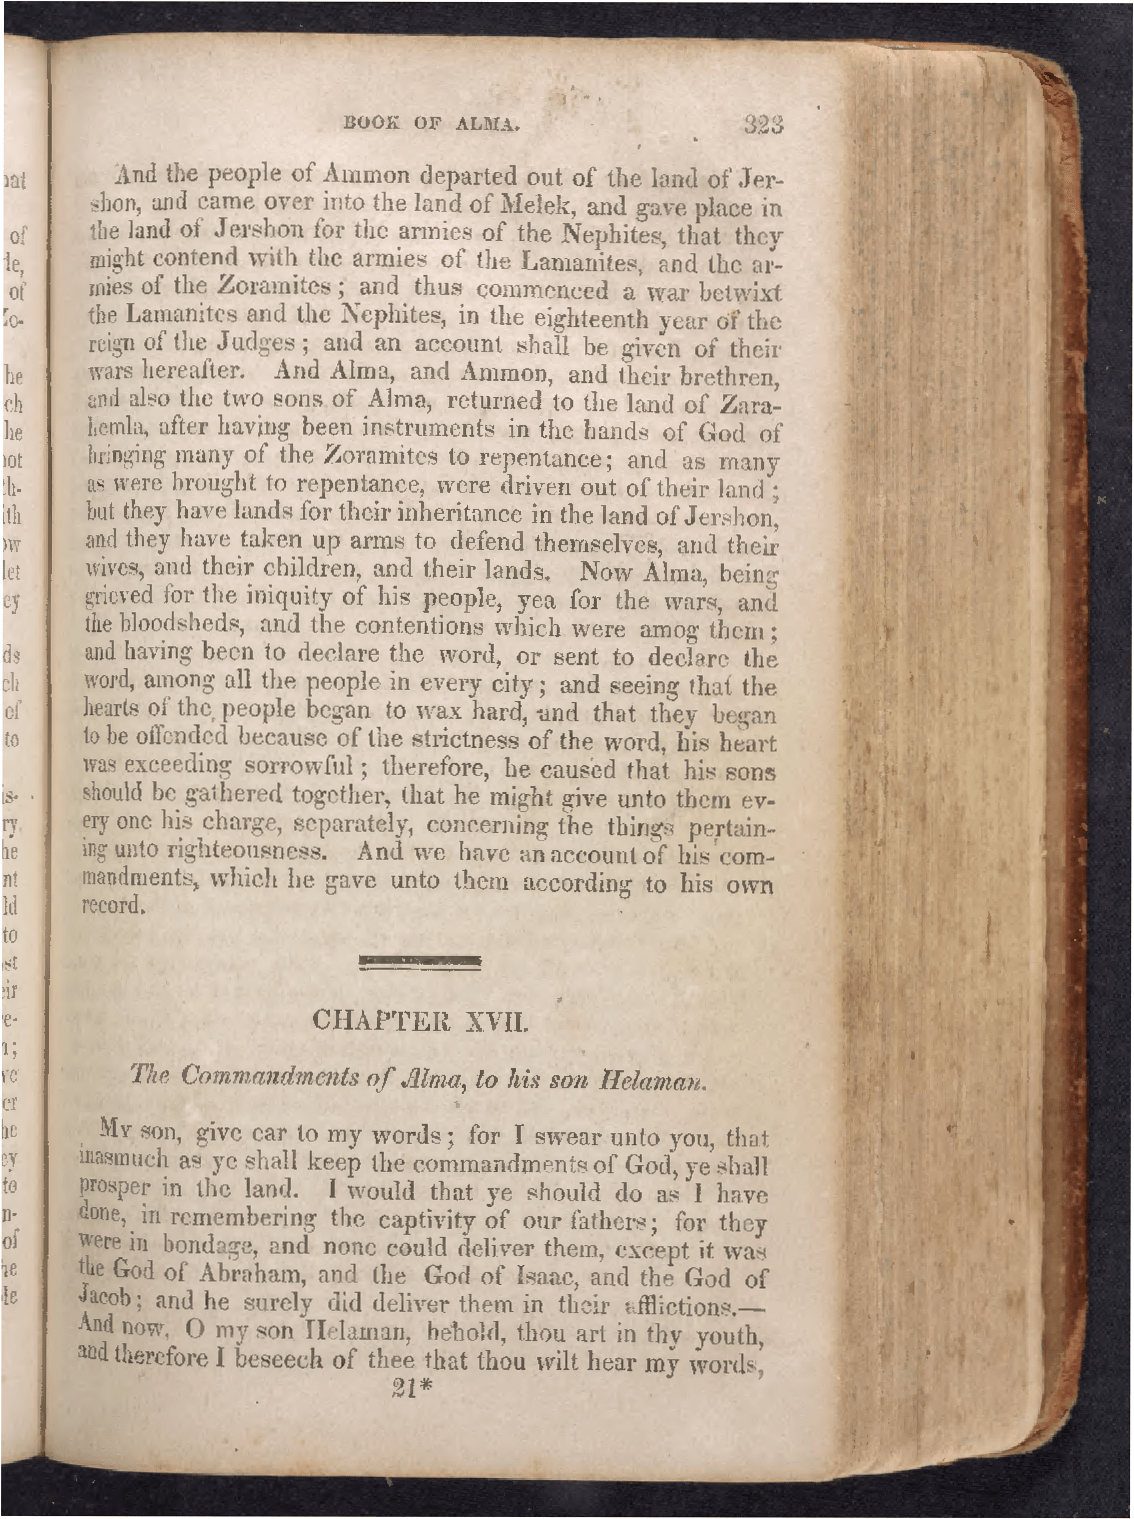 BOOK OF ALMA. 323
And the people of Ammon departed out of the land of Jer-
shon, and came over into the land of Melek, and gave place in
the land of Jershon for the armies of the Nephites, that they
might contend with the armies of the Lamanites, and the ar-
mies of the Zoramites; and thus commenced a war betwixt
the Lamanites and the Nephites, in the eighteenth year of the
reign of the Judges; and an account shall be given of their
wars hereafter. And Alma, and Ammon, and their brethren,
and also the two sons of Alma, returned to the land of Zara-
hemla, after having been instruments in the hands of God of
bringing many of the Zoramites to repentance; and as many
as were brought to repentance, were driven out of their land;
but they have lands for their inheritance in the land of Jershon,
and they have taken up arms to defend themselves, and their
wives, and their children, and their lands. Now Alma, being
grieved for the iniquity of his people, yea for the wars, and
the bloodsheds, and the contentions which were amog them;
and having been to declare the word, or sent to declare the
word, among all the people in every city; and seeing that the
hearts of the people began to wax hard, and that they began
to be offended because of the strictness of the word, his heart
was exceeding sorrowful; therefore, he caused that his sons
should be gathered together, that he might give unto them ev-
ery one his charge, separately, concerning the things pertain-
ing unto righteousness. And we have an account of his com-
mandments, which he gave unto them according to his own
record.
CHAPTER XVII.
The Commandments of Alma, to his son Helaman.
My son, give ear to my words; for I swear unto you, that
inasmuch as ye shall keep the commandments of God, ye shall
prosper in the land. I would that ye should do as I have
done, in remembering the captivity of our fathers; for they
were in bondage, and none could deliver them, except it was
the God of Abraham, and the God of Isaac, and the God of
Jacob; and he surely did deliver them in their afflictions.—
And now, O my son Helaman, behold, thou art in thy youth,
and therefore I beseech of thee that thou wilt hear my words,
21*